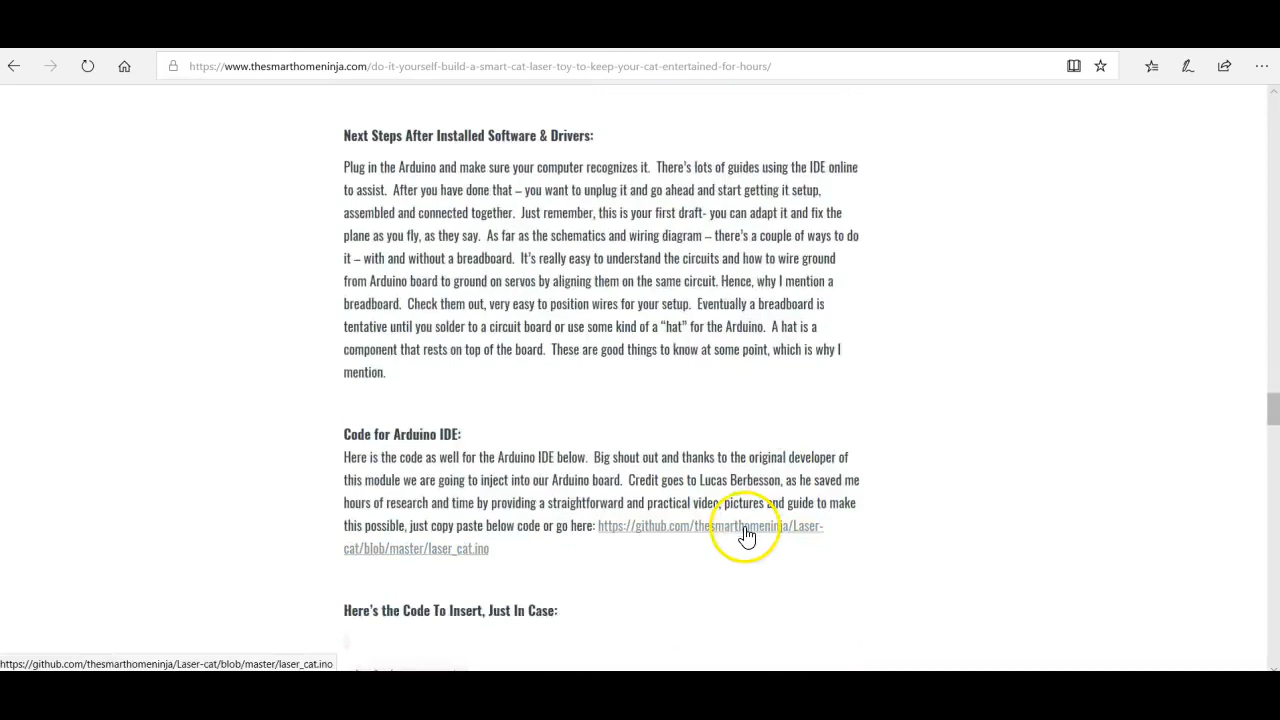 https://www.thesmarthomeninja.com/do-it-yourself-build-a-smart-cat-laser-toy-to-keep-your-cat-entertained-for-hours/
Next Steps After Installed Software & Drivers:
Plug in the Arduino and make sure your computer recognizes it.  There's lots of guides using the IDE online
to assist.  After you have done that – you want to unplug it and go ahead and start getting it setup,
assembled and connected together.  Just remember, this is your first draft- you can adapt it and fix the
plane as you fly, as they say.  As far as the schematics and wiring diagram – there's a couple of ways to do
it – with and without a breadboard.  It's really easy to understand the circuits and how to wire ground
from Arduino board to ground on servos by aligning them on the same circuit. Hence, why I mention a
breadboard.  Check them out, very easy to position wires for your setup.  Eventually a breadboard is
tentative until you solder to a circuit board or use some kind of a “hat” for the Arduino.  A hat is a
component that rests on top of the board.  These are good things to know at some point, which is why I
mention.
Code for Arduino IDE:
Here is the code as well for the Arduino IDE below.  Big shout out and thanks to the original developer of
this module we are going to inject into our Arduino board.  Credit goes to Lucas Berbesson, as he saved me
hours of research and time by providing a straightforward and practical video, pictures and guide to make
this possible, just copy paste below code or go here: https://github.com/thesmarthomeninja/Laser-
cat/blob/master/laser_cat.ino
Here's the Code To Insert, Just In Case:
https://github.com/thesmarthomeninja/Laser-cat/blob/master/laser_cat.ino